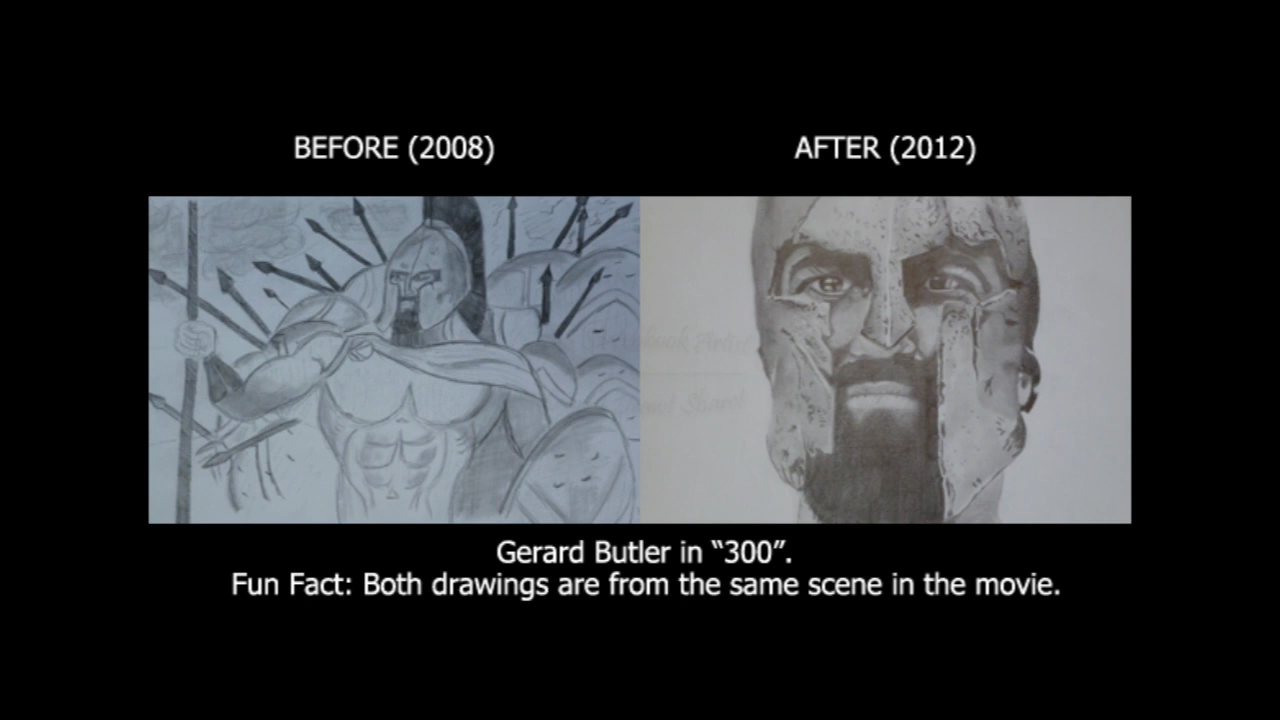 BEFORE (2008)
AFTER (2012)
Gerard Butler in “300”.
Fun Fact: Both drawings are from the same scene in the movie.